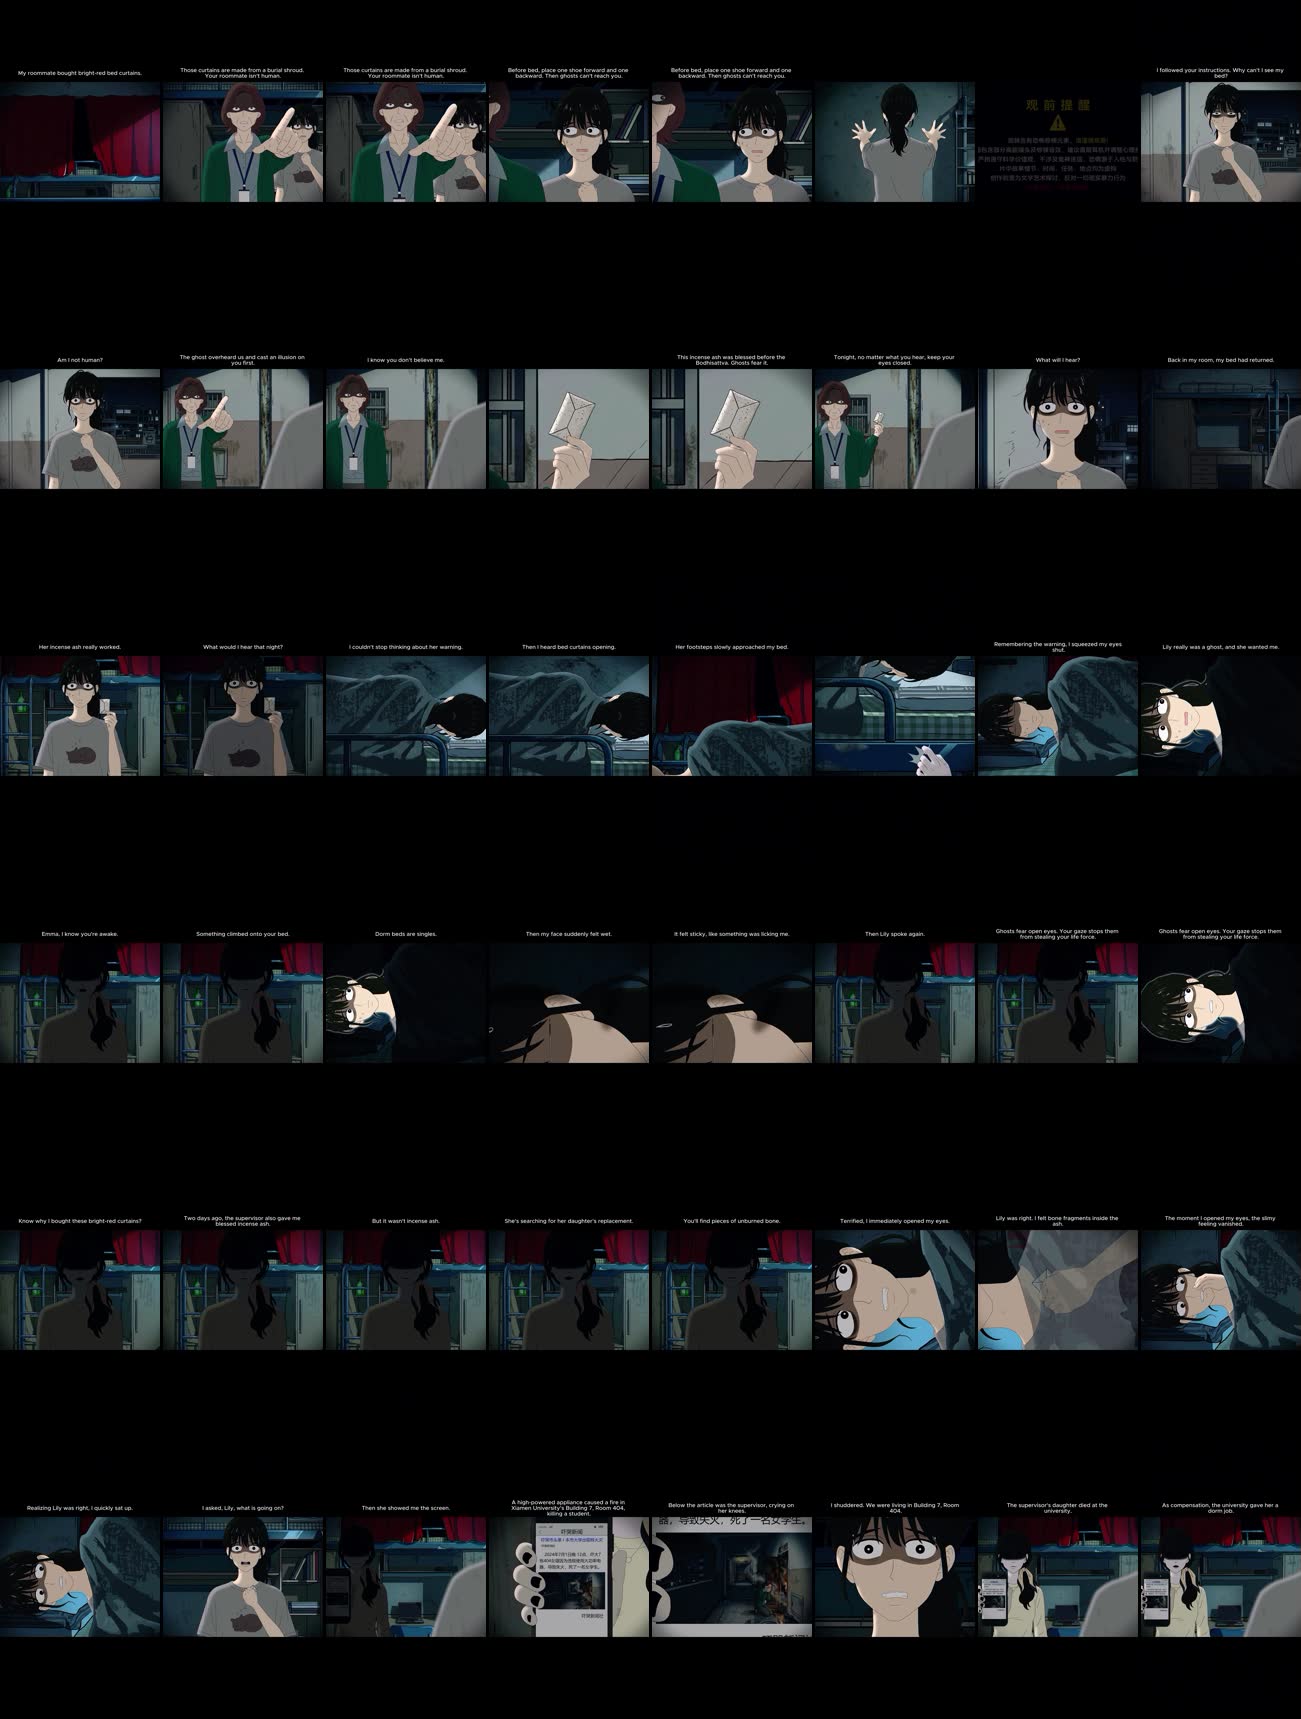 My roommate bought bright-red bed curtains.
Those curtains are made from a burial shroud.
Your roommate isn't human.
Those curtains are made from a burial shroud.
Your roommate isn't human.
Before bed, place one shoe forward and one
backward. Then ghosts can't reach you.
Before bed, place one shoe forward and one
backward. Then ghosts can't reach you.
观前提醒
I followed your instructions. Why can't I see my
bed?
Am I not human?
The ghost overheard us and cast an illusion on
you first.
I know you don't believe me.
This incense ash was blessed before the
Bodhisattva. Ghosts fear it.
Tonight, no matter what you hear, keep your
eyes closed.
What will I hear?
Back in my room, my bed had returned.
Her incense ash really worked.
What would I hear that night?
I couldn't stop thinking about her warning.
Then I heard bed curtains opening.
Her footsteps slowly approached my bed.
Remembering the warning, I squeezed my eyes
shut.
Lily really was a ghost, and she wanted me.
Emma, I know you're awake.
Something climbed onto your bed.
Dorm beds are singles.
Then my face suddenly felt wet.
It felt sticky, like something was licking me.
Then Lily spoke again.
Ghosts fear open eyes. Your gaze stops them
from stealing your life force.
Ghosts fear open eyes. Your gaze stops them
from stealing your life force.
Know why I bought these bright-red curtains?
Two days ago, the supervisor also gave me
blessed incense ash.
But it wasn't incense ash.
She's searching for her daughter's replacement.
You'll find pieces of unburned bone.
Terrified, I immediately opened my eyes.
Lily was right. I felt bone fragments inside the
ash.
The moment I opened my eyes, the slimy
feeling vanished.
Realizing Lily was right, I quickly sat up.
I asked, Lily, what is going on?
Then she showed me the screen.
A high-powered appliance caused a fire in
Xiamen University's Building 7, Room 404,
killing a student.
Below the article was the supervisor, crying on
her knees.
器，导致失火，死了一名女学生。
I shuddered. We were living in Building 7, Room
404.
The supervisor's daughter died at the
university.
As compensation, the university gave her a
dorm job.